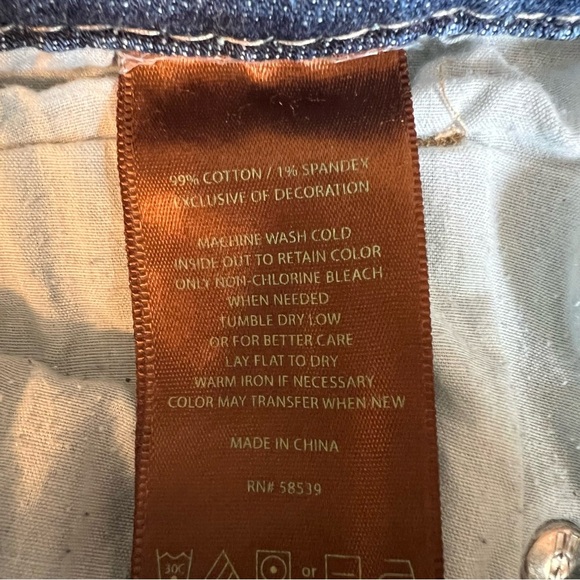 99% COTTON / 1% SPANDEX
EXCLUSIVE OF DECORATION
MACHINE WASH COLD
INSIDE OUT TO RETAIN COLOR
ONLY NON-CHLORINE BLEACH
WHEN NEEDED
TUMBLE DRY LOW
OR FOR BETTER CARE
LAY FLAT TO DRY
WARM IRON IF NECESSARY
COLOR MAY TRANSFER WHEN NEW
MADE IN CHINA
RN# 58539
30C or